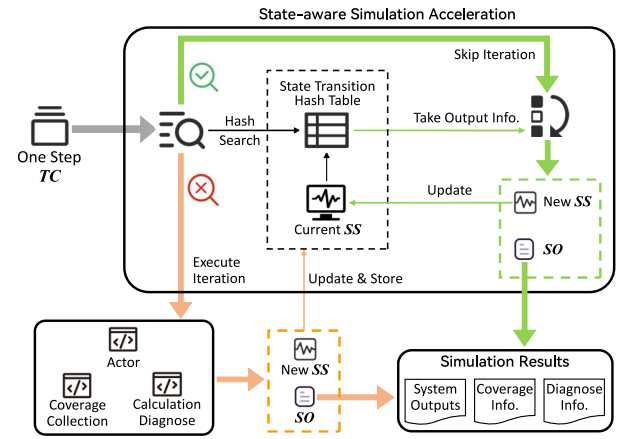 State-aware Simulation Acceleration
Skip Iteration
State Transition
Hash Table
Hash
Search
Take Output Info.
One Step
TC
Update
New SS
Current SS
SO
Execute
Iteration
Update & Store
Actor
Coverage
Collection
Calculation
Diagnose
New SS
SO
Simulation Results
System
Outputs
Coverage
Info.
Diagnose
Info.